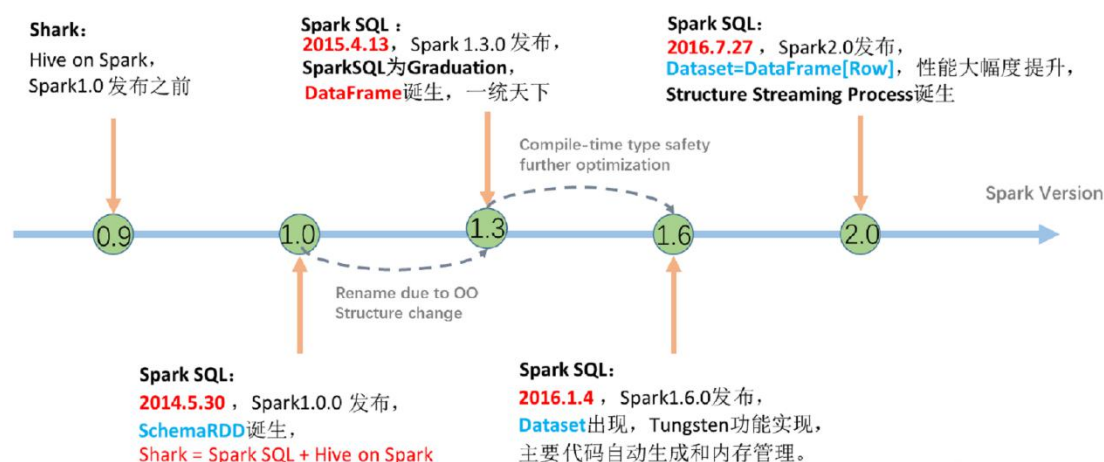 Shark:
Hive on Spark,
Spark1.0 发布之前
Spark SQL:
2015.4.13, Spark 1.3.0 发布,
SparkSQL为Graduation,
DataFrame诞生, 一统天下
Spark SQL:
2016.7.27 , Spark2.0发布,
Dataset=DataFrame[Row], 性能大幅度提升,
Structure Streaming Process诞生
Compile-time type safety
further optimization
Spark Version
0.9
1.0
1.3
1.6
2.0
Rename due to OO
Structure change
Spark SQL:
2014.5.30 , Spark1.0.0 发布,
SchemaRDD诞生,
Shark = Spark SQL + Hive on Spark
Spark SQL:
2016.1.4 , Spark1.6.0发布,
Dataset出现, Tungsten功能实现,
主要代码自动生成和内存管理。